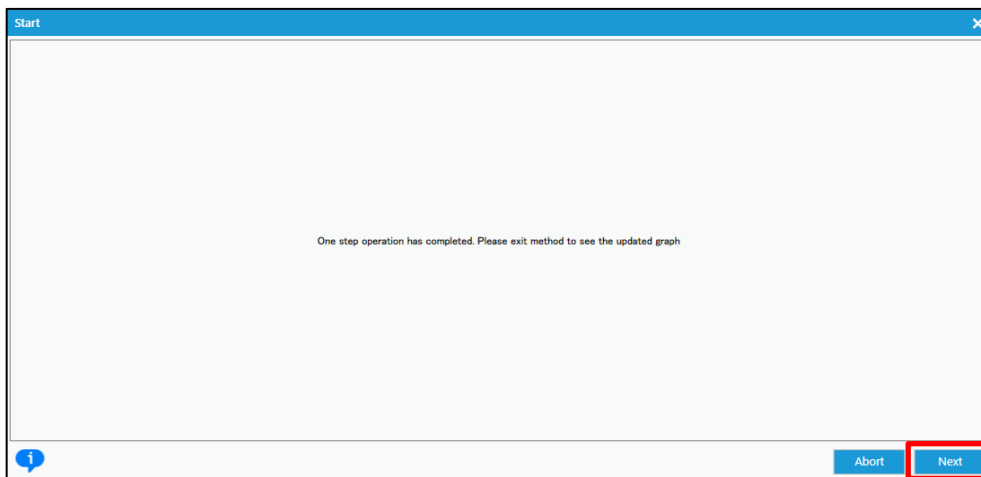 Start
One step operation has completed. Please exit method to see the updated graph
Abort
Next